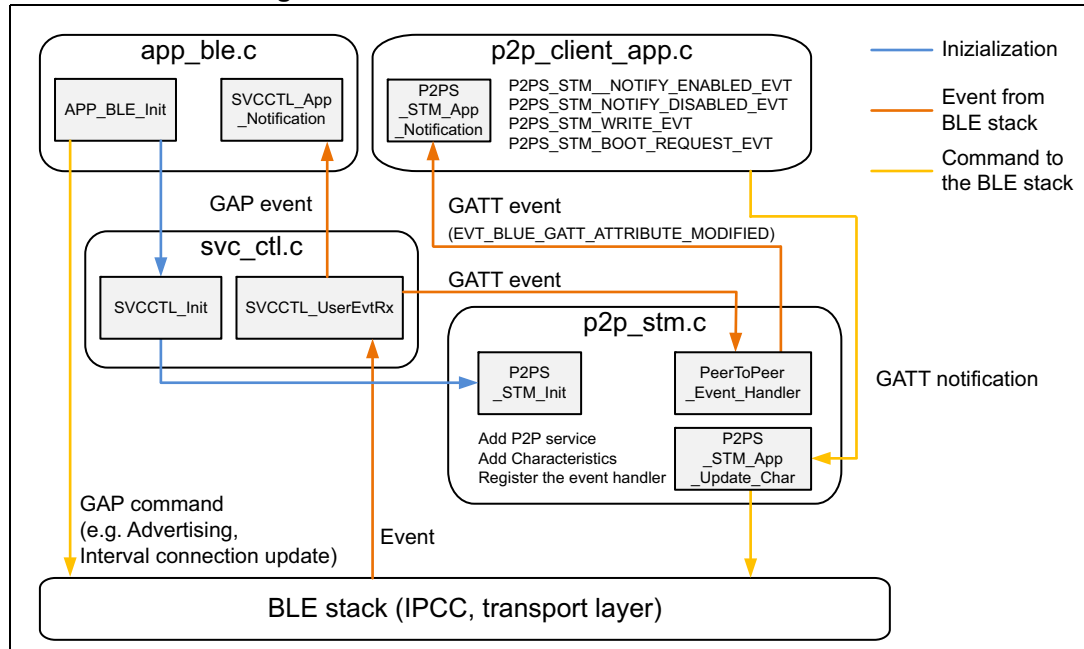 app_ble.c
APP_BLE_Init
SVCCTL_App
_Notification
p2p_client_app.c
P2PS
_STM_App
_Notification
P2PS_STM__NOTIFY_ENABLED_EVT
P2PS_STM_NOTIFY_DISABLED_EVT
P2PS_STM_WRITE_EVT
P2PS_STM_BOOT_REQUEST_EVT
Inizialization
Event from
BLE stack
Command to
the BLE stack
GAP event
GATT event
(EVT_BLUE_GATT_ATTRIBUTE_MODIFIED)
svc_ctl.c
SVCCTL_Init
SVCCTL_UserEvtRx
GATT event
p2p_stm.c
P2PS
_STM_Init
PeerToPeer
_Event_Handler
Add P2P service
Add Characteristics
Register the event handler
P2PS
_STM_App
_Update_Char
GATT notification
GAP command
(e.g. Advertising,
Interval connection update)
Event
BLE stack (IPCC, transport layer)